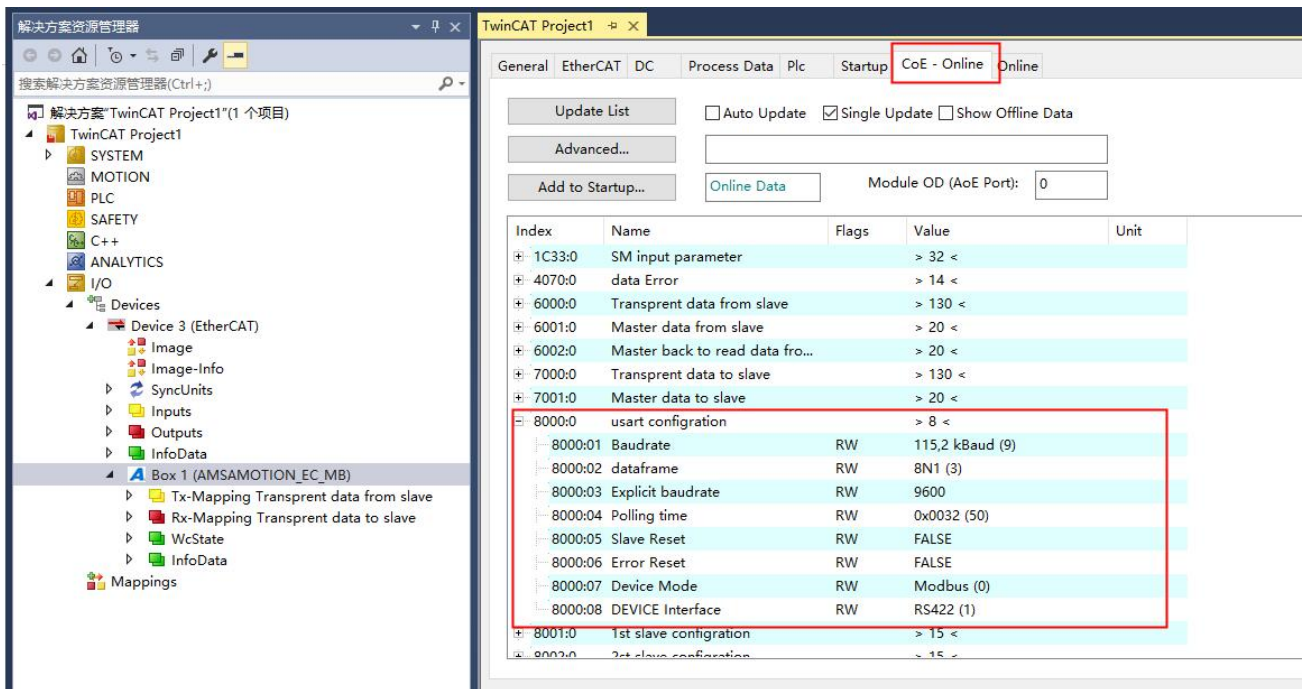 解决方案资源管理器
搜索解决方案资源管理器(Ctrl+;)
解决方案"TwinCAT Project1"(1 个项目)
TwinCAT Project1
SYSTEM
MOTION
PLC
SAFETY
C++
ANALYTICS
I/O
Devices
Device 3 (EtherCAT)
Image
Image-Info
SyncUnits
Inputs
Outputs
InfoData
Box 1 (AMSAMOTION_EC_MB)
Tx-Mapping Transprent data from slave
Rx-Mapping Transprent data to slave
WcState
InfoData
Mappings
TwinCAT Project1
General EtherCAT DC Process Data Plc Startup CoE - Online Online
Update List Auto Update Single Update Show Offline Data
Advanced...
Add to Startup... Online Data Module OD (AoE Port): 0
Index Name Flags Value Unit
1C33:0 SM input parameter > 32 <
4070:0 data Error > 14 <
6000:0 Transprent data from slave > 130 <
6001:0 Master data from slave > 20 <
6002:0 Master back to read data fro... > 20 <
7000:0 Transprent data to slave > 130 <
7001:0 Master data to slave > 20 <
8000:0 usart configration > 8 <
8000:01 Baudrate RW 115,2 kBaud (9)
8000:02 dataframe RW 8N1 (3)
8000:03 Explicit baudrate RW 9600
8000:04 Polling time RW 0x0032 (50)
8000:05 Slave Reset RW FALSE
8000:06 Error Reset RW FALSE
8000:07 Device Mode RW Modbus (0)
8000:08 DEVICE Interface RW RS422 (1)
8001:0 1st slave configration > 15 <
8002:0 2st slave configration > 15 <